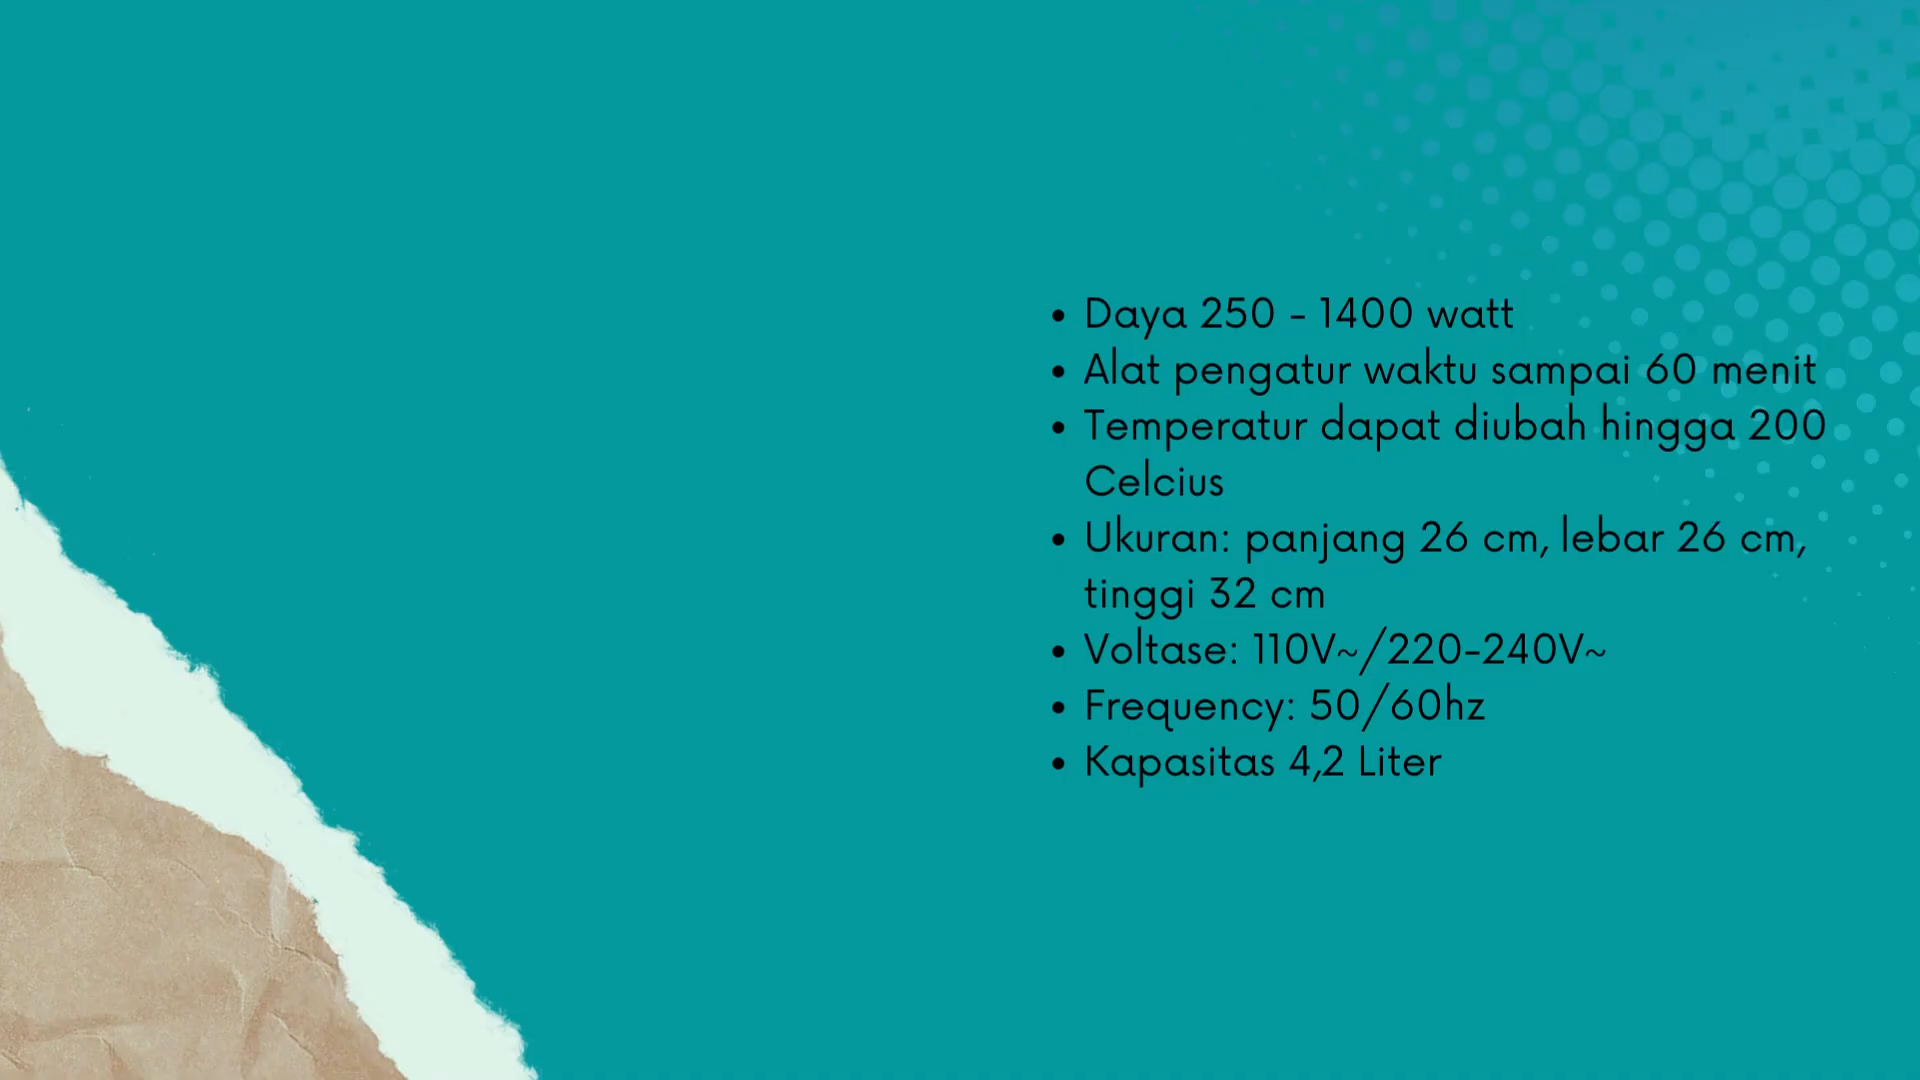 • Daya 250 - 1400 watt
• Alat pengatur waktu sampai 60 menit
• Temperatur dapat diubah hingga 200
Celcius
• Ukuran: panjang 26 cm, lebar 26 cm,
tinggi 32 cm
• Voltase: 110V~/220-240V~
• Frequency: 50/60hz
• Kapasitas 4,2 Liter